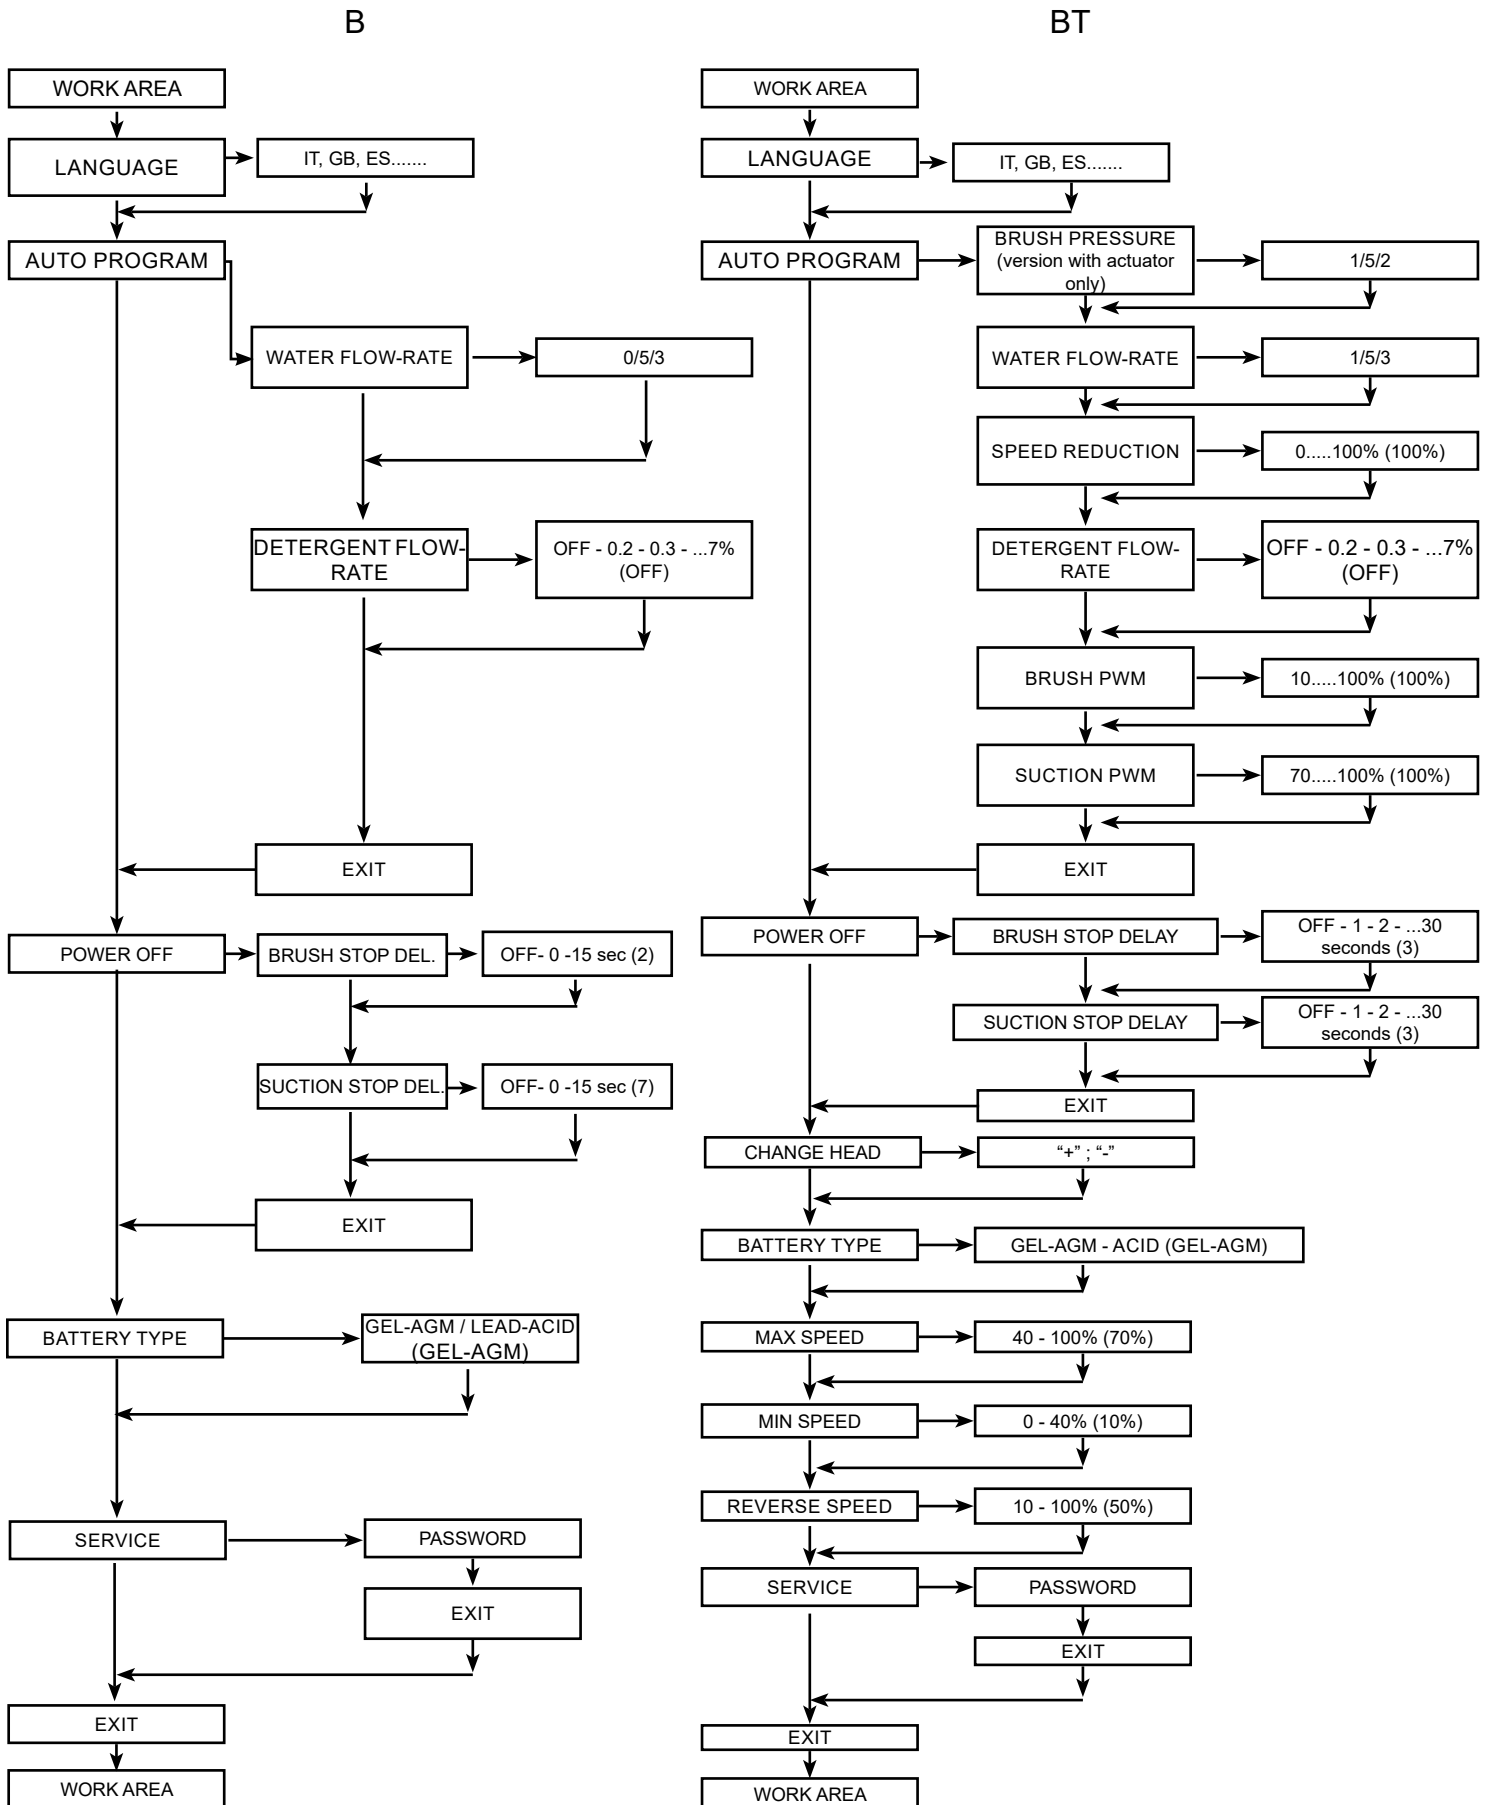 B
WORK AREA
LANGUAGE
IT, GB, ES.......
AUTO PROGRAM
WATER FLOW-RATE
0/5/3
DETERGENT FLOW-
RATE
OFF - 0.2 - 0.3 - ...7%
(OFF)
EXIT
POWER OFF
BRUSH STOP DEL.
OFF- 0 -15 sec (2)
SUCTION STOP DEL.
OFF- 0 -15 sec (7)
EXIT
BATTERY TYPE
GEL-AGM / LEAD-ACID
(GEL-AGM)
SERVICE
PASSWORD
EXIT
EXIT
WORK AREA
BT
WORK AREA
LANGUAGE
IT, GB, ES.......
AUTO PROGRAM
BRUSH PRESSURE
(version with actuator
only)
1/5/2
WATER FLOW-RATE
1/5/3
SPEED REDUCTION
0.....100% (100%)
DETERGENT FLOW-
RATE
OFF - 0.2 - 0.3 - ...7%
(OFF)
BRUSH PWM
10.....100% (100%)
SUCTION PWM
70.....100% (100%)
EXIT
POWER OFF
BRUSH STOP DELAY
OFF - 1 - 2 - ...30
seconds (3)
SUCTION STOP DELAY
OFF - 1 - 2 - ...30
seconds (3)
EXIT
CHANGE HEAD
“+” ; “-”
BATTERY TYPE
GEL-AGM - ACID (GEL-AGM)
MAX SPEED
40 - 100% (70%)
MIN SPEED
0 - 40% (10%)
REVERSE SPEED
10 - 100% (50%)
SERVICE
PASSWORD
EXIT
EXIT
WORK AREA